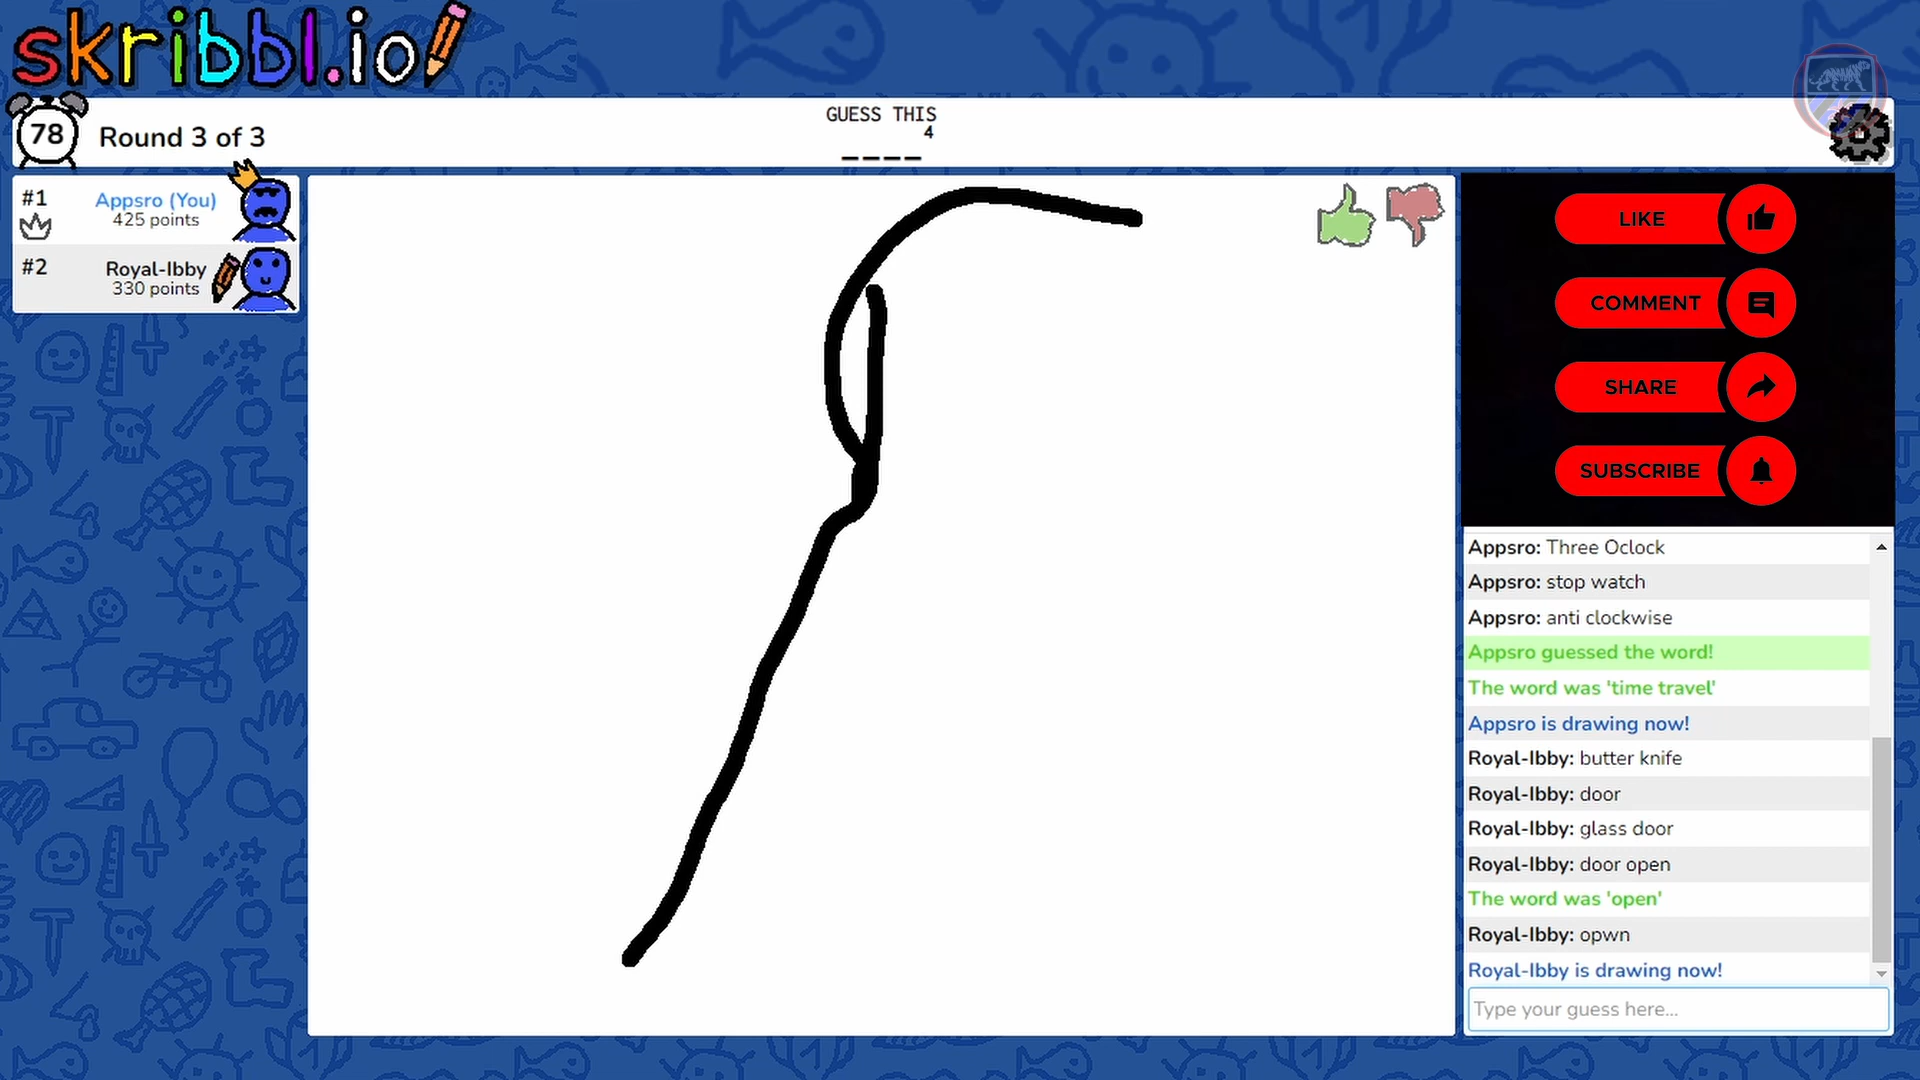 skribbl.io
78
Round 3 of 3
GUESS THIS
4
____
#1
Appsro (You)
425 points
#2
Royal-Ibby
330 points
LIKE
COMMENT
SHARE
SUBSCRIBE
Appsro: Three Oclock
Appsro: stop watch
Appsro: anti clockwise
Appsro guessed the word!
The word was 'time travel'
Appsro is drawing now!
Royal-Ibby: butter knife
Royal-Ibby: door
Royal-Ibby: glass door
Royal-Ibby: door open
The word was 'open'
Royal-Ibby: opwn
Royal-Ibby is drawing now!
Type your guess here...